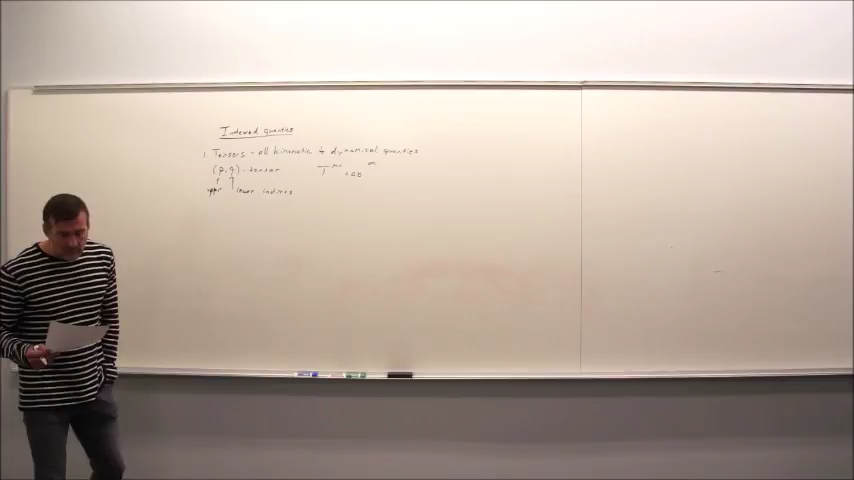 Indexed quantities
1. Tensors - all kinematic & dynamical quantities
(p,q) - tensor T
upper lower indices